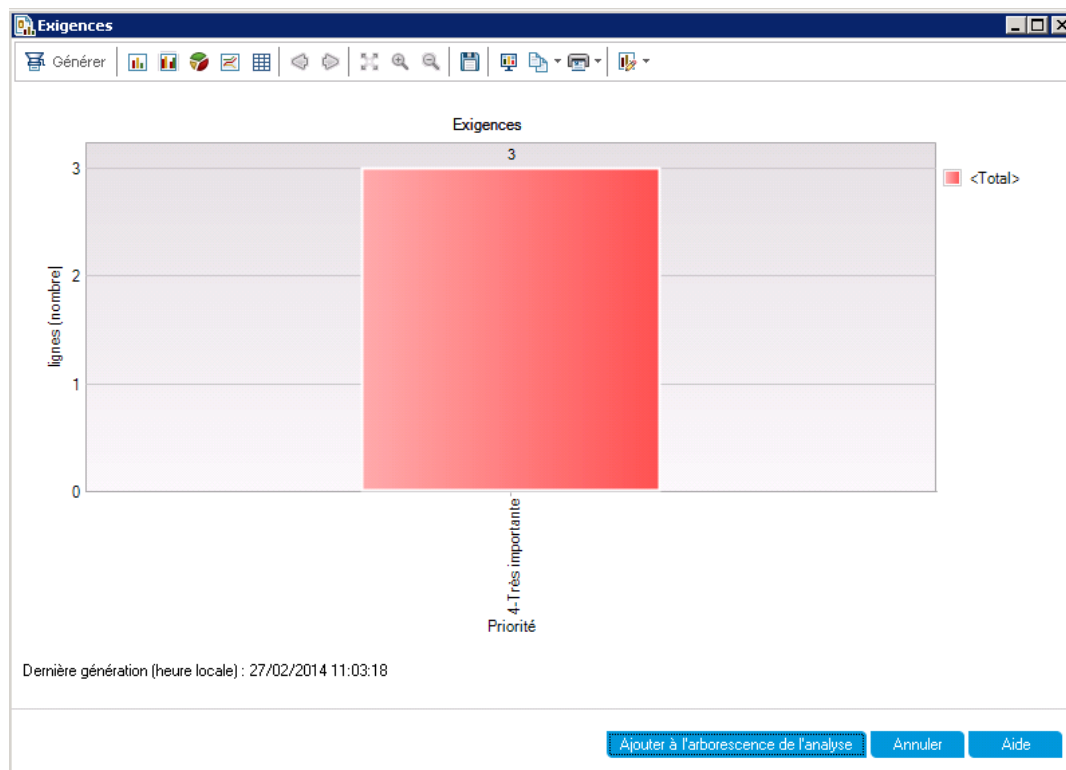 Exigences
Générer
Exigences
3
<Total>
3
2
1
0
lignes (nombre)
4-Très importante
Priorité
Dernière génération (heure locale) : 27/02/2014 11:03:18
Ajouter à l'arborescence de l'analyse
Annuler
Aide